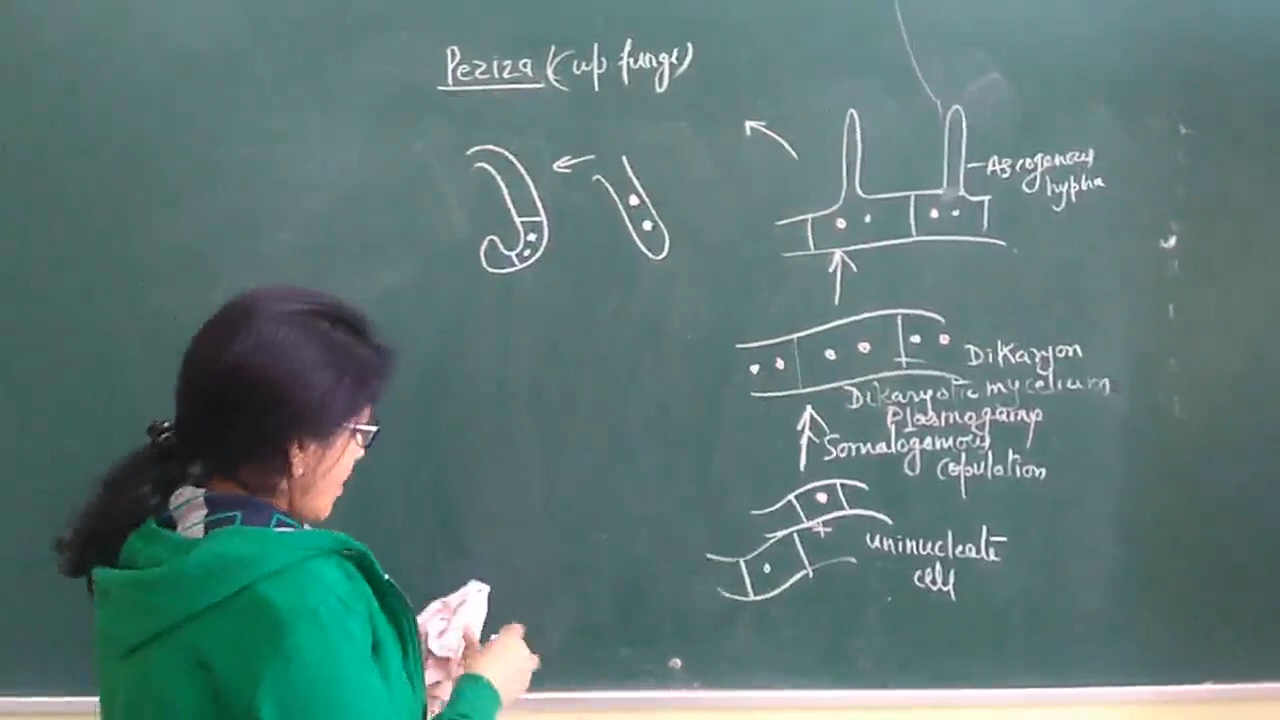 Peziza (cup fungi)
Ascogenous
hypha
Dikaryon
Dikaryotic mycelium
Plasmogamy
Somatogamous
copulation
+
uninucleate
cell